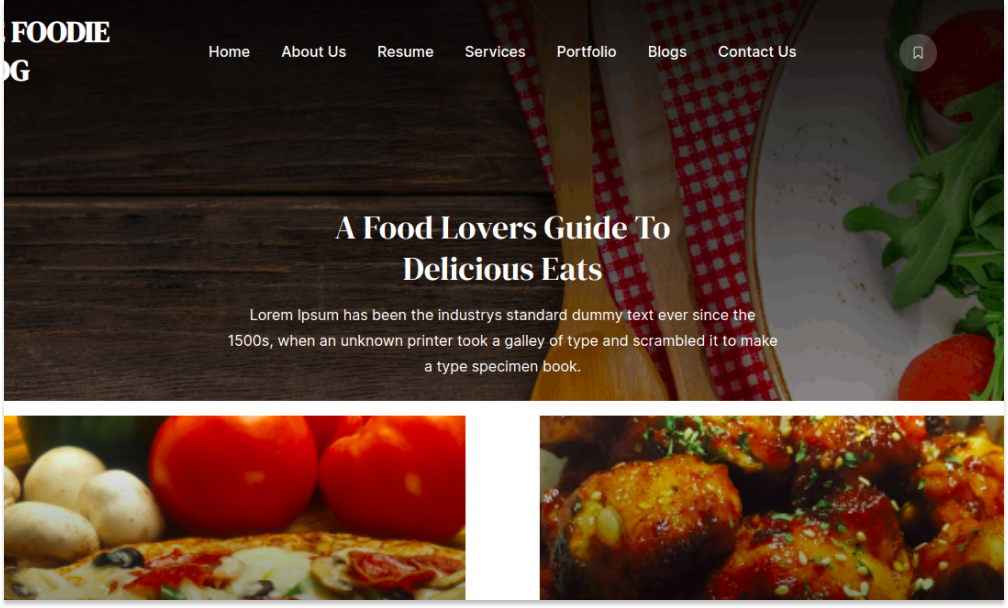 FOODIE
OG
Home About Us Resume Services Portfolio Blogs Contact Us
A Food Lovers Guide To
Delicious Eats
Lorem Ipsum has been the industrys standard dummy text ever since the
1500s, when an unknown printer took a galley of type and scrambled it to make
a type specimen book.